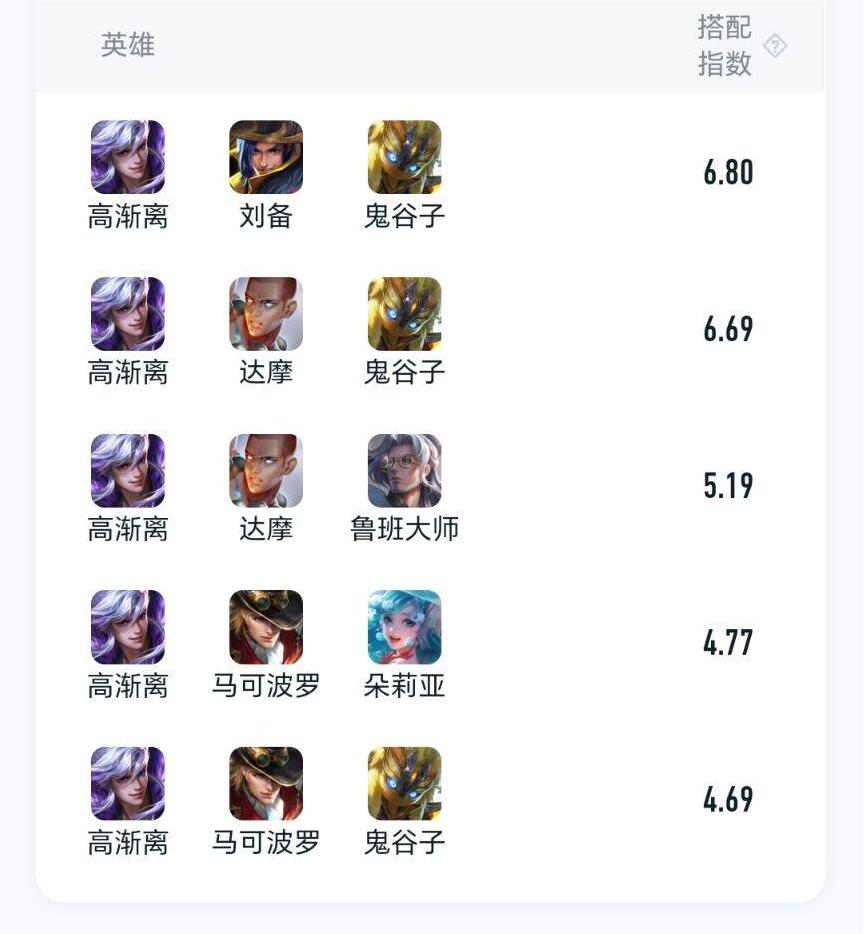 英雄
搭配
指数
?
高渐离 刘备 鬼谷子 6.80
高渐离 达摩 鬼谷子 6.69
高渐离 达摩 鲁班大师 5.19
高渐离 马可波罗 朵莉亚 4.77
高渐离 马可波罗 鬼谷子 4.69